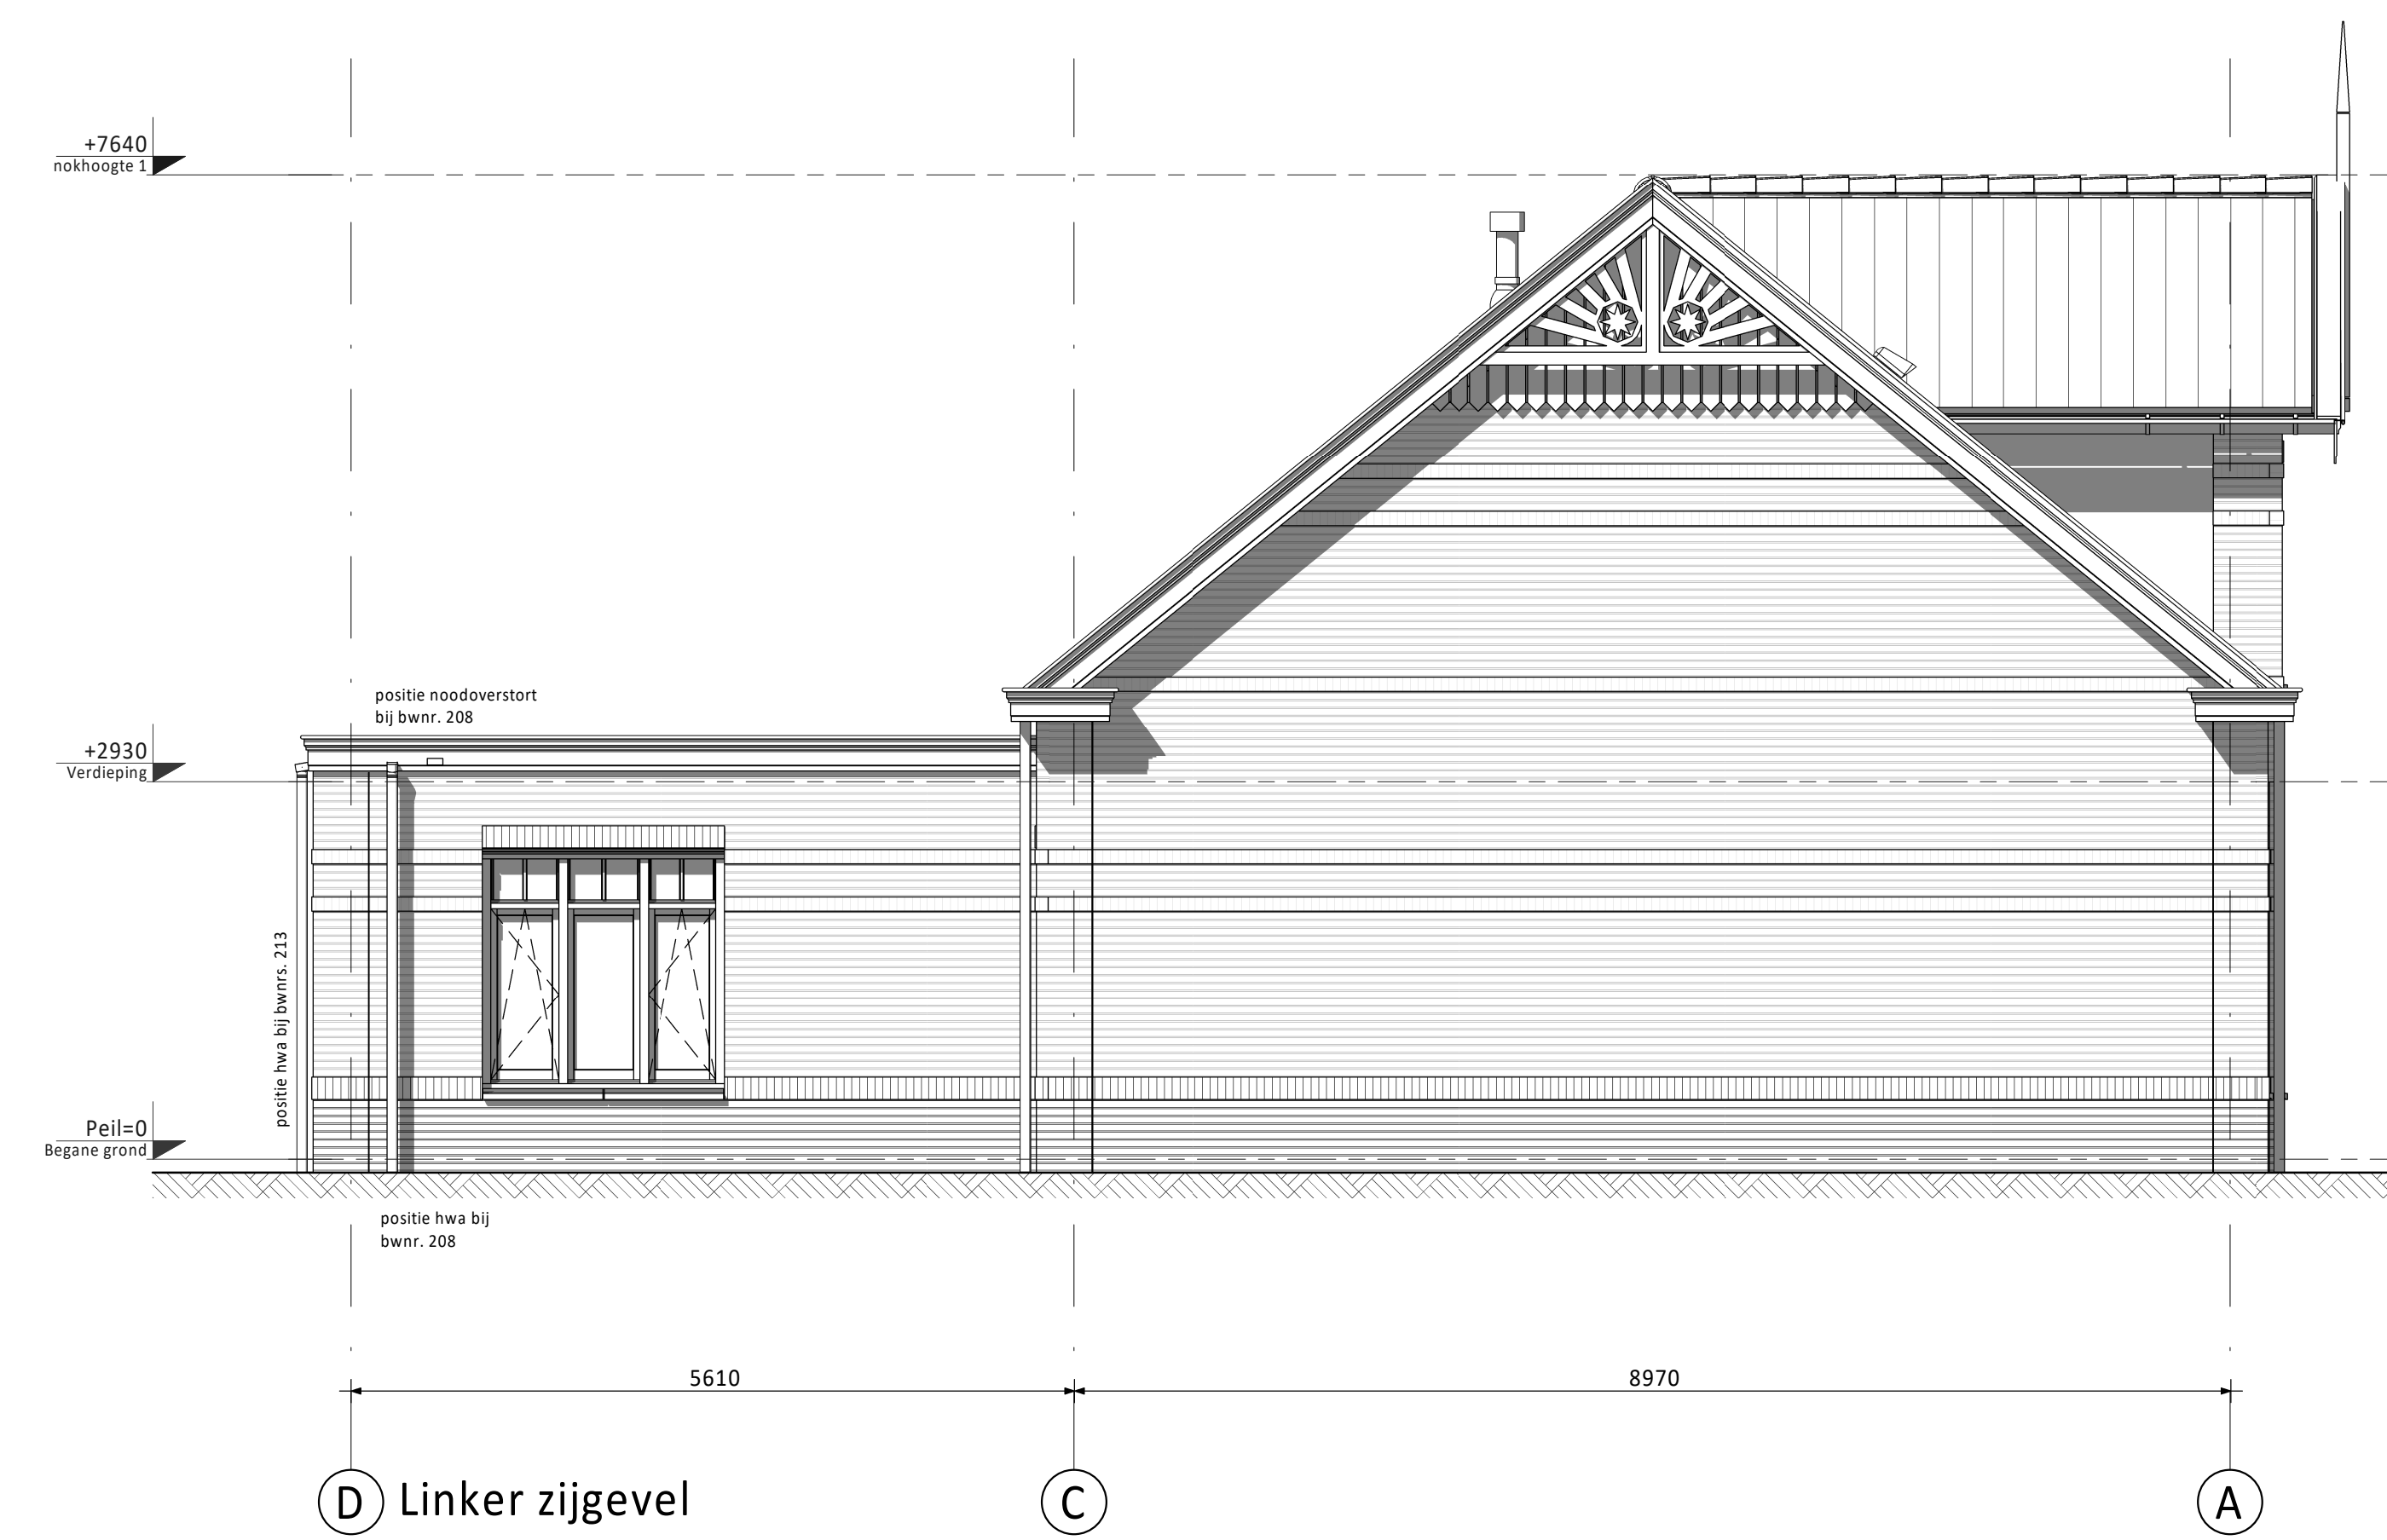 +7640
nokhoogte 1
positie noodoverstort
bij bwnr. 208
+2930
Verdieping
positie hwa bij bwnrs. 213
Peil=0
Begane grond
positie hwa bij
bwnr. 208
5610
8970
D
Linker zijgevel
C
A